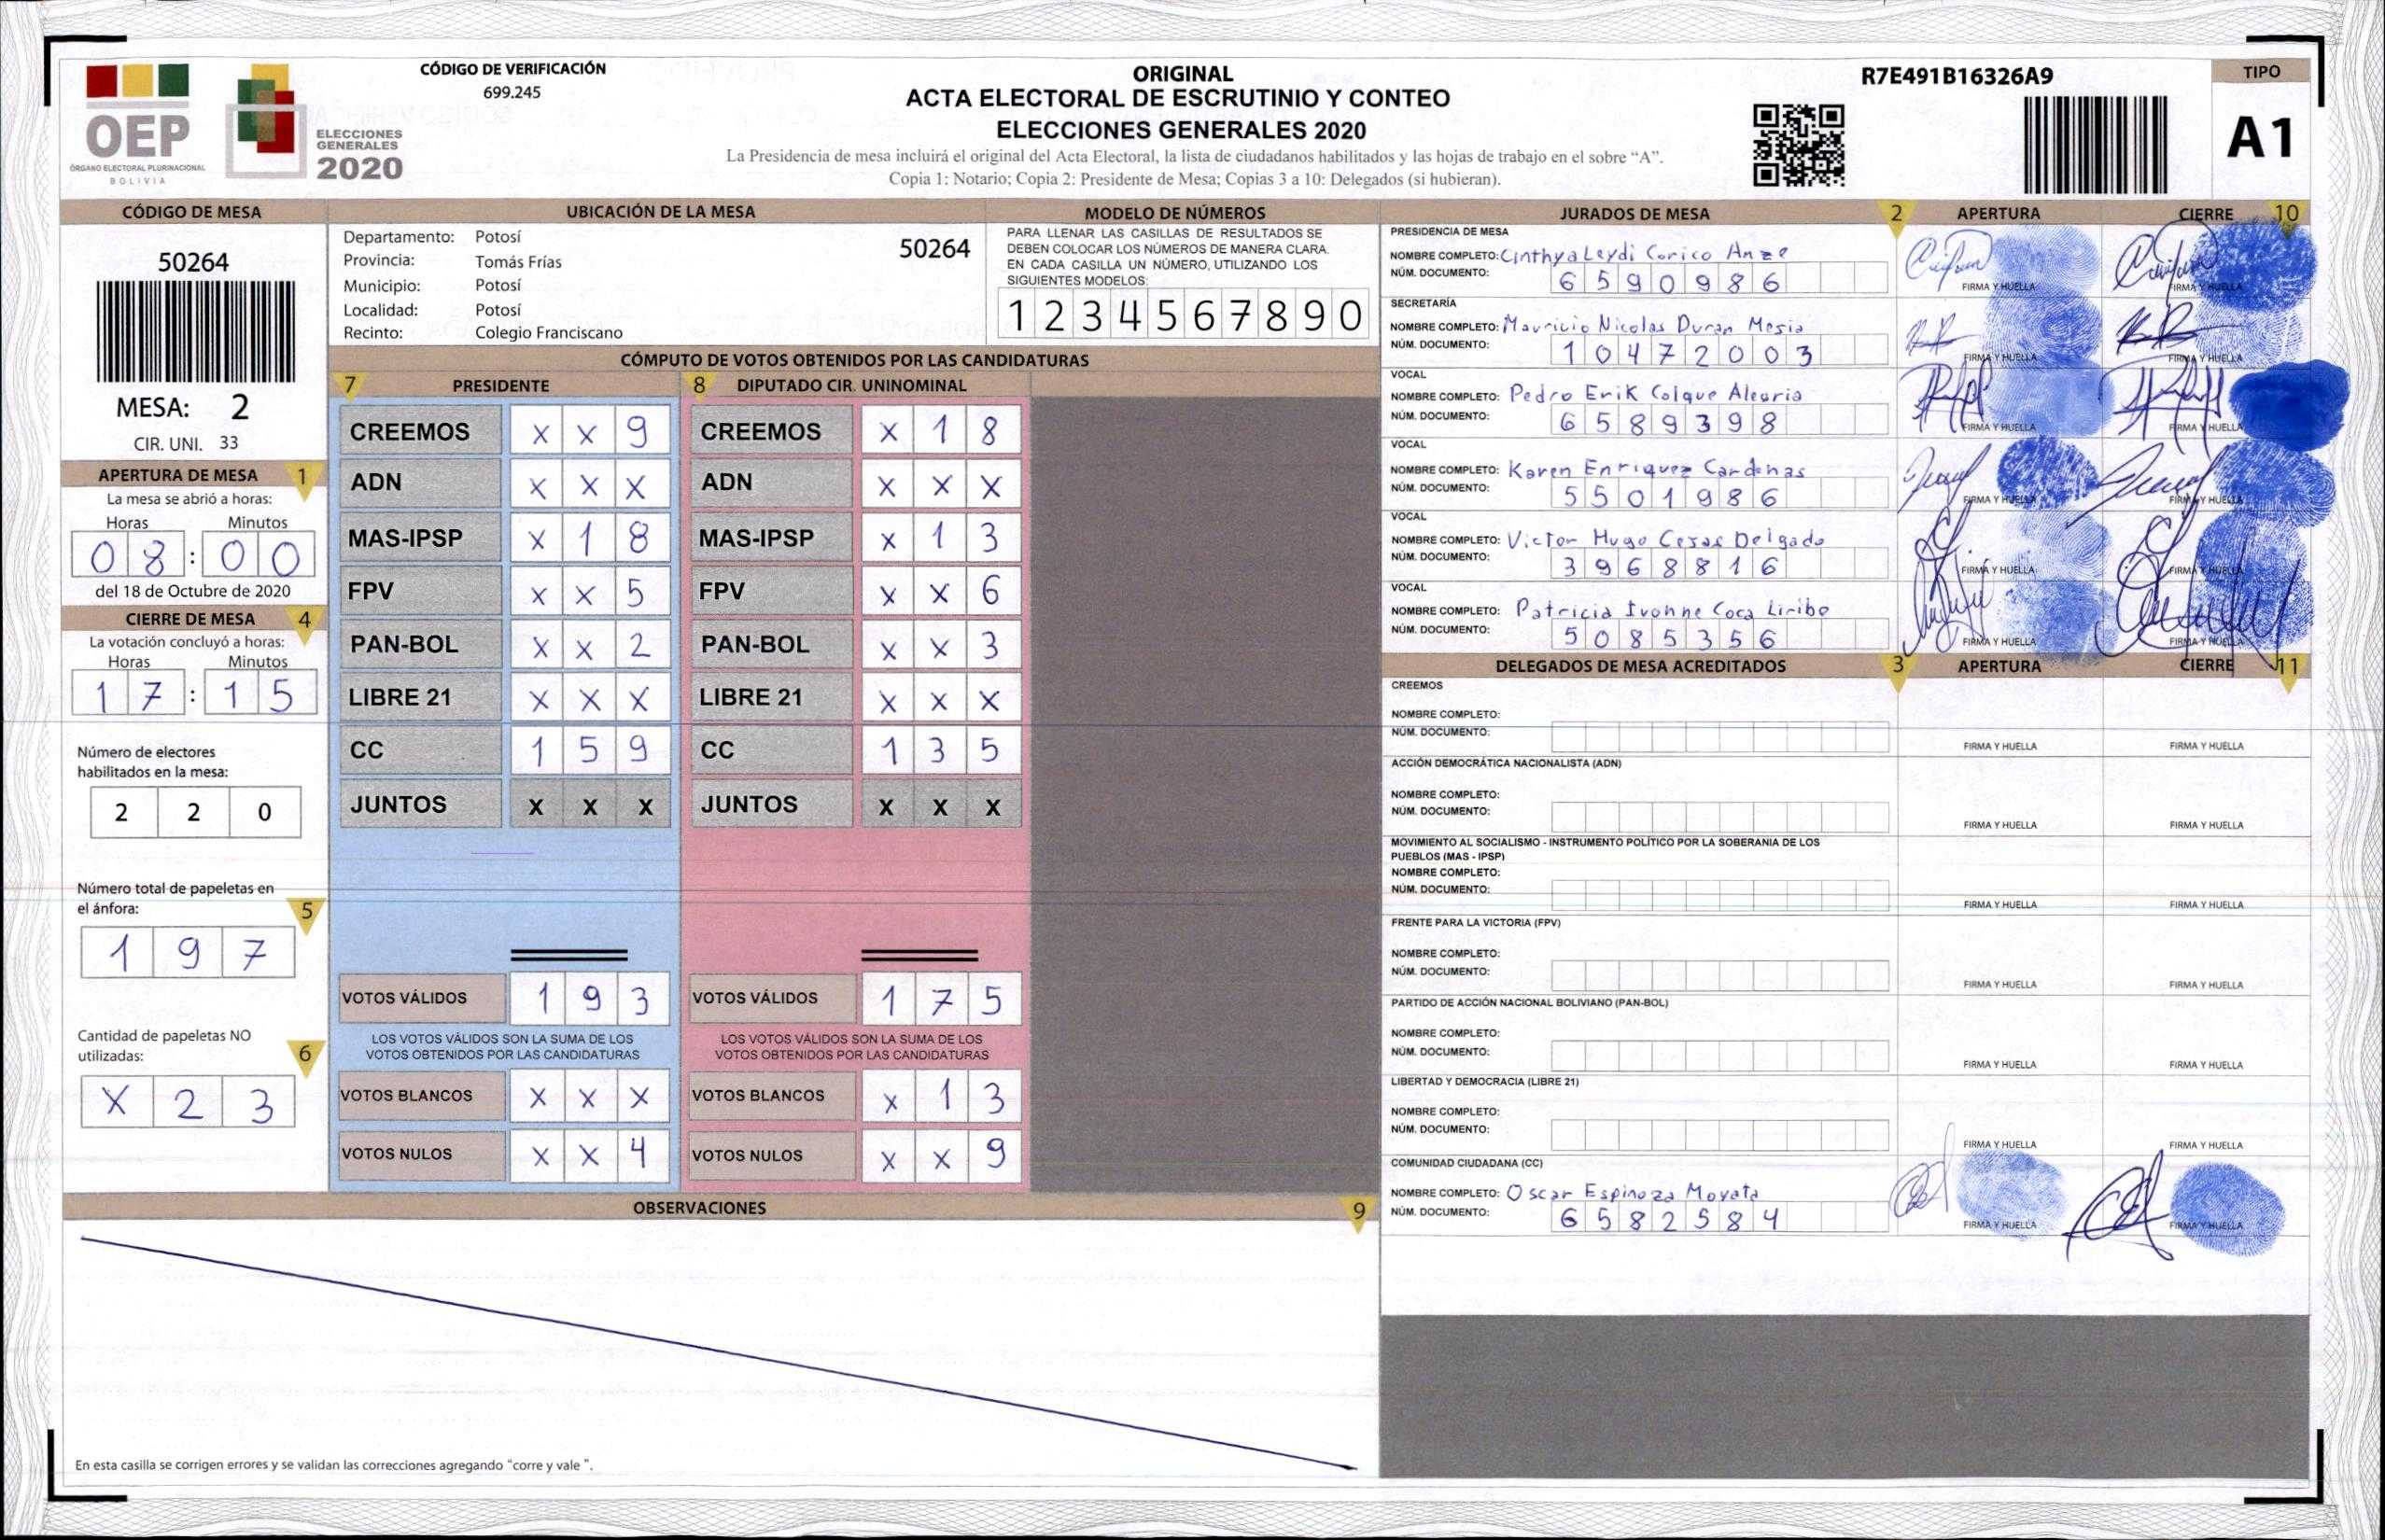 CÓDIGO DE VERIFICACIÓN
699.245
OEP
ÓRGANO ELECTORAL PLURINACIONAL
BOLIVIA
ELECCIONES
GENERALES
2020
ORIGINAL
ACTA ELECTORAL DE ESCRUTINIO Y CONTEO
ELECCIONES GENERALES 2020
La Presidencia de mesa incluirá el original del Acta Electoral, la lista de ciudadanos habilitados y las hojas de trabajo en el sobre “A”.
Copia 1: Notario; Copia 2: Presidente de Mesa; Copias 3 a 10: Delegados (si hubieran).
R7E491B16326A9
TIPO
A1
CÓDIGO DE MESA
50264
MESA: 2
CIR. UNI. 33
APERTURA DE MESA 1
La mesa se abrió a horas:
Horas Minutos
0 8 : 0 0
del 18 de Octubre de 2020
CIERRE DE MESA 4
La votación concluyó a horas:
Horas Minutos
1 7 : 1 5
Número de electores
habilitados en la mesa:
2 2 0
Número total de papeletas en
el ánfora: 5
1 9 7
Cantidad de papeletas NO
utilizadas: 6
X 2 3
UBICACIÓN DE LA MESA
Departamento: Potosí 50264
Provincia: Tomás Frías
Municipio: Potosí
Localidad: Potosí
Recinto: Colegio Franciscano
MODELO DE NÚMEROS
PARA LLENAR LAS CASILLAS DE RESULTADOS SE
DEBEN COLOCAR LOS NÚMEROS DE MANERA CLARA.
EN CADA CASILLA UN NÚMERO, UTILIZANDO LOS
SIGUIENTES MODELOS:
1 2 3 4 5 6 7 8 9 0
CÓMPUTO DE VOTOS OBTENIDOS POR LAS CANDIDATURAS
7 PRESIDENTE 8 DIPUTADO CIR. UNINOMINAL
CREEMOS X X 9 CREEMOS X 1 8
ADN X X X ADN X X X
MAS-IPSP X 1 8 MAS-IPSP X 1 3
FPV X X 5 FPV X X 6
PAN-BOL X X 2 PAN-BOL X X 3
LIBRE 21 X X X LIBRE 21 X X X
CC 1 5 9 CC 1 3 5
JUNTOS X X X JUNTOS X X X
VOTOS VÁLIDOS 1 9 3 VOTOS VÁLIDOS 1 7 5
LOS VOTOS VÁLIDOS SON LA SUMA DE LOS LOS VOTOS VÁLIDOS SON LA SUMA DE LOS
VOTOS OBTENIDOS POR LAS CANDIDATURAS VOTOS OBTENIDOS POR LAS CANDIDATURAS
VOTOS BLANCOS X X X VOTOS BLANCOS X 1 3
VOTOS NULOS X X 4 VOTOS NULOS X X 9
OBSERVACIONES 9
En esta casilla se corrigen errores y se validan las correcciones agregando “corre y vale ”.
JURADOS DE MESA 2 APERTURA CIERRE 10
PRESIDENCIA DE MESA
NOMBRE COMPLETO: Cinthya Leydi Corico Anze
NÚM. DOCUMENTO: 6 5 9 0 9 8 6
FIRMA Y HUELLA FIRMA Y HUELLA
SECRETARÍA
NOMBRE COMPLETO: Mauricio Nicolas Duran Mesia
NÚM. DOCUMENTO: 1 0 4 7 2 0 0 3
FIRMA Y HUELLA FIRMA Y HUELLA
VOCAL
NOMBRE COMPLETO: Pedro Erik Colque Alegria
NÚM. DOCUMENTO: 6 5 8 9 3 9 8
FIRMA Y HUELLA FIRMA Y HUELLA
VOCAL
NOMBRE COMPLETO: Karen Enriquez Cardenas
NÚM. DOCUMENTO: 5 5 0 1 9 8 6
FIRMA Y HUELLA FIRMA Y HUELLA
VOCAL
NOMBRE COMPLETO: Victor Hugo Cesar Delgado
NÚM. DOCUMENTO: 3 9 6 8 8 1 6
FIRMA Y HUELLA FIRMA Y HUELLA
VOCAL
NOMBRE COMPLETO: Patricia Ivonne Coca
NÚM. DOCUMENTO: 5 0 8 5 3 5 6
FIRMA Y HUELLA FIRMA Y HUELLA
DELEGADOS DE MESA ACREDITADOS 3 APERTURA CIERRE 11
CREEMOS
NOMBRE COMPLETO:
NÚM. DOCUMENTO:
FIRMA Y HUELLA FIRMA Y HUELLA
ACCIÓN DEMOCRÁTICA NACIONALISTA (ADN)
NOMBRE COMPLETO:
NÚM. DOCUMENTO:
FIRMA Y HUELLA FIRMA Y HUELLA
MOVIMIENTO AL SOCIALISMO - INSTRUMENTO POLÍTICO POR LA SOBERANIA DE LOS
PUEBLOS (MAS - IPSP)
NOMBRE COMPLETO:
NÚM. DOCUMENTO:
FIRMA Y HUELLA FIRMA Y HUELLA
FRENTE PARA LA VICTORIA (FPV)
NOMBRE COMPLETO:
NÚM. DOCUMENTO:
FIRMA Y HUELLA FIRMA Y HUELLA
PARTIDO DE ACCIÓN NACIONAL BOLIVIANO (PAN-BOL)
NOMBRE COMPLETO:
NÚM. DOCUMENTO:
FIRMA Y HUELLA FIRMA Y HUELLA
LIBERTAD Y DEMOCRACIA (LIBRE 21)
NOMBRE COMPLETO:
NÚM. DOCUMENTO:
FIRMA Y HUELLA FIRMA Y HUELLA
COMUNIDAD CIUDADANA (CC)
NOMBRE COMPLETO: Oscar Espinoza
NÚM. DOCUMENTO: 6 5 8 2 5 8 4
FIRMA Y HUELLA FIRMA Y HUELLA